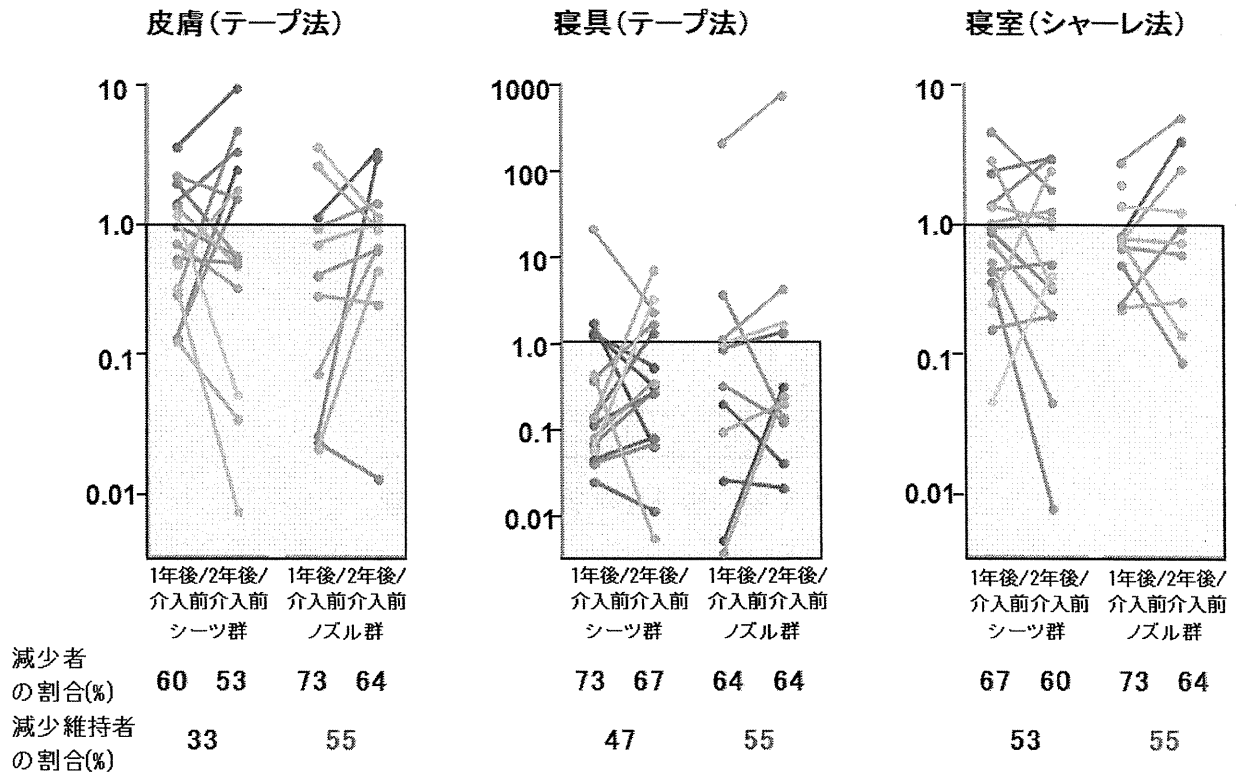 皮膚(テープ法)
寝具(テープ法)
寝室(シャーレ法)
10
1.0
0.1
0.01
1000
100
10
1.0
0.1
0.01
10
1.0
0.1
0.01
1年後/2年後/ 1年後/2年後/
介入前介入前 介入前介入前
シーツ群 ノズル群
1年後/2年後/ 1年後/2年後/
介入前介入前 介入前介入前
シーツ群 ノズル群
1年後/2年後/ 1年後/2年後/
介入前介入前 介入前介入前
シーツ群 ノズル群
減少者
の割合(%) 60 53 73 64 73 67 64 64 67 60 73 64
減少維持者
の割合(%) 33 55 47 55 53 55